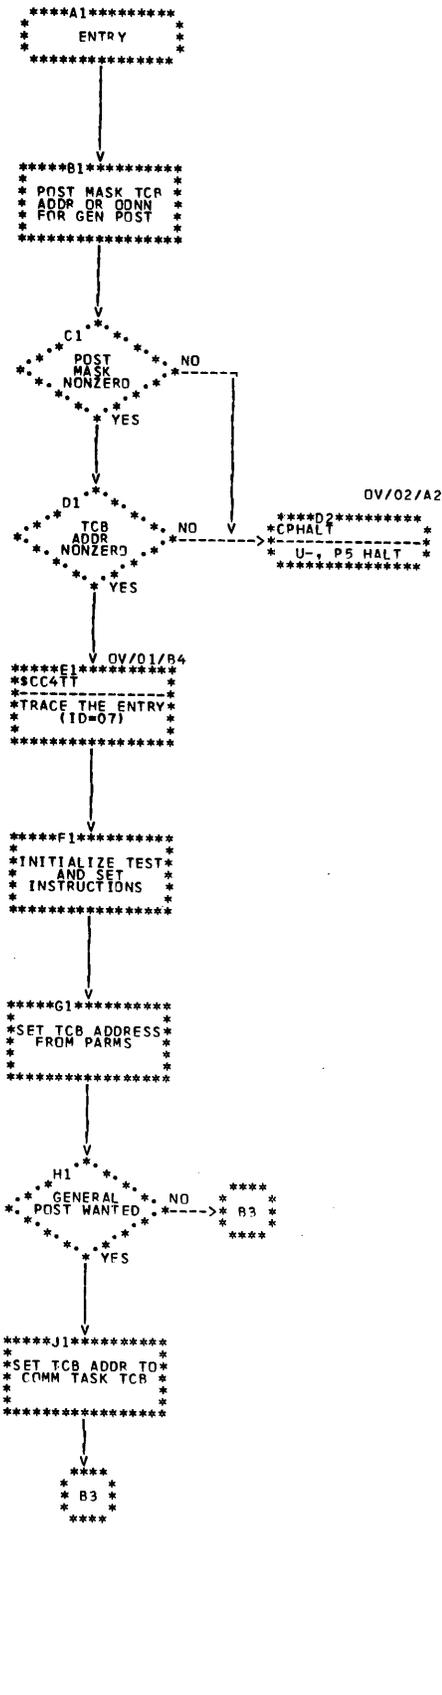 A1
ENTRY
B1
POST MASK TCB
ADDR OR ODNN
FOR GEN POST
C1
POST
MASK
NONZERO
NO
YES
D1
TCB
ADDR
NONZERO
NO
YES
OV/02/A2
D2
CPHALT
U-, P5 HALT
OV/01/B4
E1
$CC4TT
TRACE THE ENTRY
(ID=07)
F1
INITIALIZE TEST
AND SET
INSTRUCTIONS
G1
SET TCB ADDRESS
FROM PARMS
H1
GENERAL
POST WANTED
NO
B3
YES
J1
SET TCB ADDR TO
COMM TASK TCB
B3